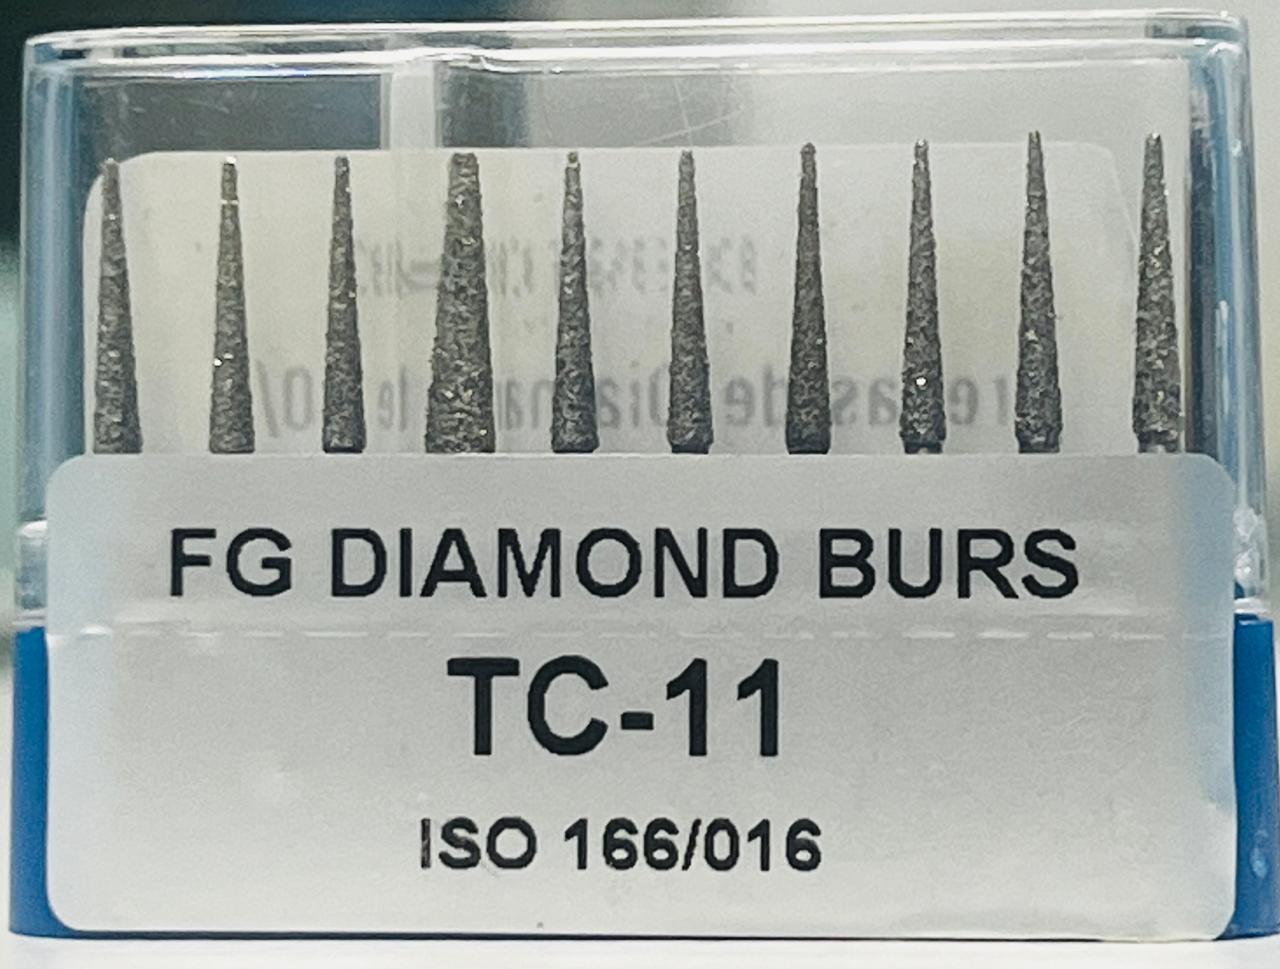 FG DIAMOND BURS
TC-11
ISO 166/016